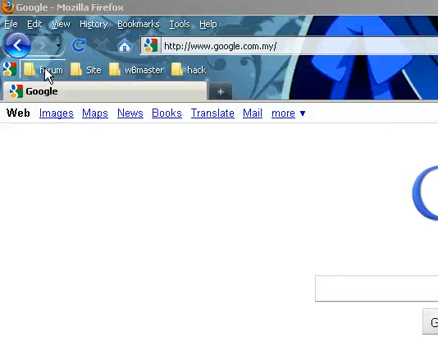 Google - Mozilla Firefox
File Edit View History Bookmarks Tools Help
http://www.google.com.my/
forum Site wBmaster hack
Google
Web Images Maps News Books Translate Mail more ▼
G